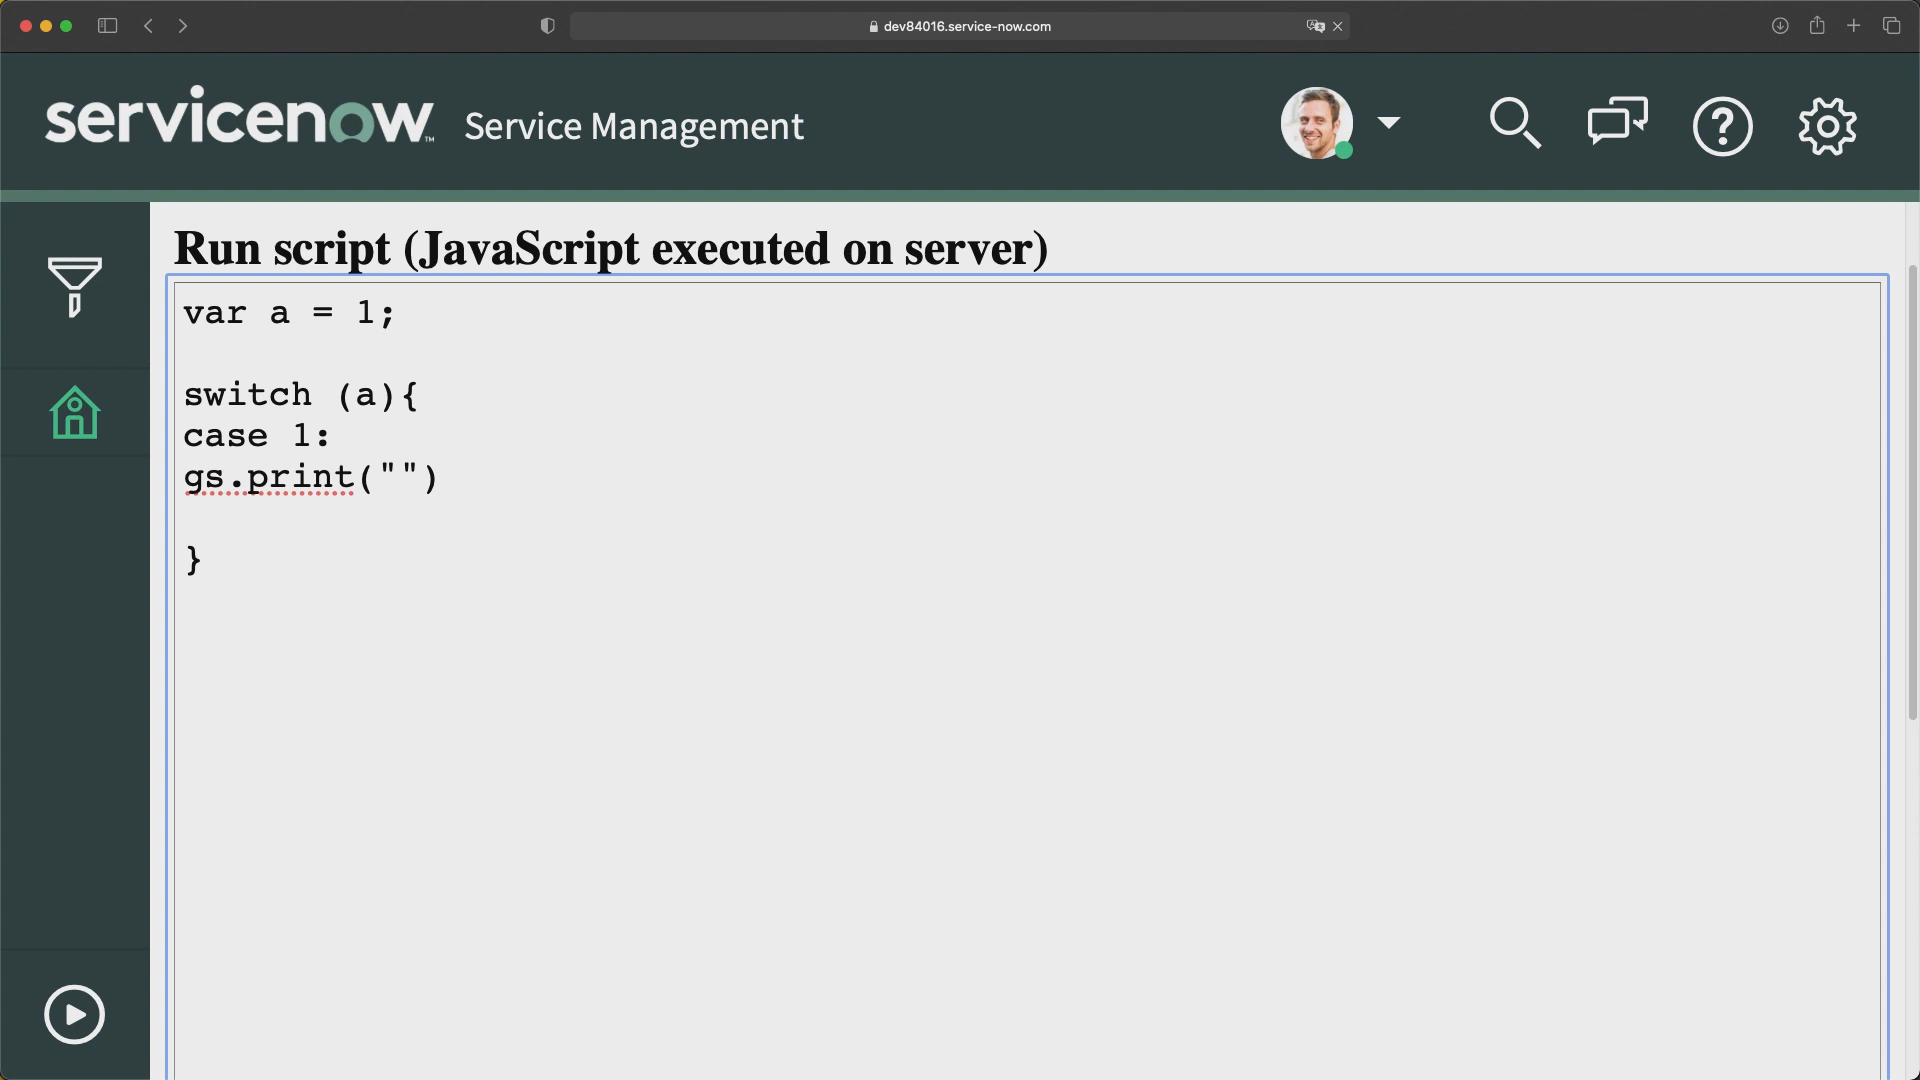 dev84016.service-now.com
servicenow™ Service Management
Run script (JavaScript executed on server)
var a = 1;
switch (a){
case 1:
gs.print("")
}